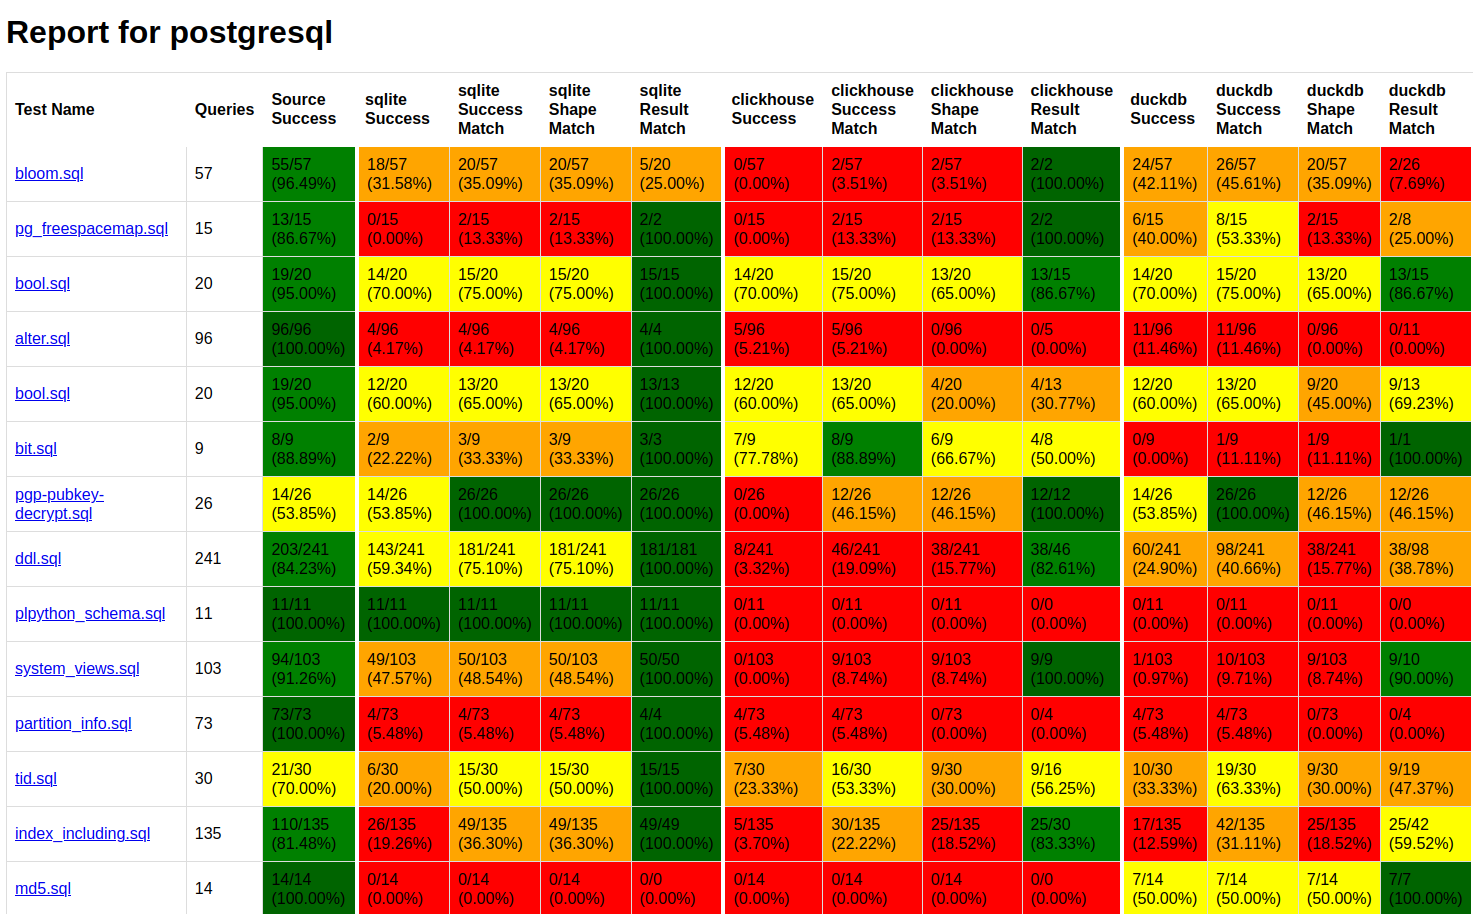 Report for postgresql
Test Name Queries Source Success sqlite Success sqlite Success Match sqlite Shape Match sqlite Result Match clickhouse Success clickhouse Success Match clickhouse Shape Match clickhouse Result Match duckdb Success duckdb Success Match duckdb Shape Match duckdb Result Match
bloom.sql 57 55/57 (96.49%) 18/57 (31.58%) 20/57 (35.09%) 20/57 (35.09%) 5/20 (25.00%) 0/57 (0.00%) 2/57 (3.51%) 2/57 (3.51%) 2/2 (100.00%) 24/57 (42.11%) 26/57 (45.61%) 20/57 (35.09%) 2/26 (7.69%)
pg_freespacemap.sql 15 13/15 (86.67%) 0/15 (0.00%) 2/15 (13.33%) 2/15 (13.33%) 2/2 (100.00%) 0/15 (0.00%) 2/15 (13.33%) 2/15 (13.33%) 2/2 (100.00%) 6/15 (40.00%) 8/15 (53.33%) 2/15 (13.33%) 2/8 (25.00%)
bool.sql 20 19/20 (95.00%) 14/20 (70.00%) 15/20 (75.00%) 15/20 (75.00%) 15/15 (100.00%) 14/20 (70.00%) 15/20 (75.00%) 13/20 (65.00%) 13/15 (86.67%) 14/20 (70.00%) 15/20 (75.00%) 13/20 (65.00%) 13/15 (86.67%)
alter.sql 96 96/96 (100.00%) 4/96 (4.17%) 4/96 (4.17%) 4/96 (4.17%) 4/4 (100.00%) 5/96 (5.21%) 5/96 (5.21%) 0/96 (0.00%) 0/5 (0.00%) 11/96 (11.46%) 11/96 (11.46%) 0/96 (0.00%) 0/11 (0.00%)
bool.sql 20 19/20 (95.00%) 12/20 (60.00%) 13/20 (65.00%) 13/20 (65.00%) 13/13 (100.00%) 12/20 (60.00%) 13/20 (65.00%) 4/20 (20.00%) 4/13 (30.77%) 12/20 (60.00%) 13/20 (65.00%) 9/20 (45.00%) 9/13 (69.23%)
bit.sql 9 8/9 (88.89%) 2/9 (22.22%) 3/9 (33.33%) 3/9 (33.33%) 3/3 (100.00%) 7/9 (77.78%) 8/9 (88.89%) 6/9 (66.67%) 4/8 (50.00%) 0/9 (0.00%) 1/9 (11.11%) 1/9 (11.11%) 1/1 (100.00%)
pgp-pubkey-decrypt.sql 26 14/26 (53.85%) 14/26 (53.85%) 26/26 (100.00%) 26/26 (100.00%) 26/26 (100.00%) 0/26 (0.00%) 12/26 (46.15%) 12/26 (46.15%) 12/12 (100.00%) 14/26 (53.85%) 26/26 (100.00%) 12/26 (46.15%) 12/26 (46.15%)
ddl.sql 241 203/241 (84.23%) 143/241 (59.34%) 181/241 (75.10%) 181/241 (75.10%) 181/181 (100.00%) 8/241 (3.32%) 46/241 (19.09%) 38/241 (15.77%) 38/46 (82.61%) 60/241 (24.90%) 98/241 (40.66%) 38/241 (15.77%) 38/98 (38.78%)
plpython_schema.sql 11 11/11 (100.00%) 11/11 (100.00%) 11/11 (100.00%) 11/11 (100.00%) 11/11 (100.00%) 0/11 (0.00%) 0/11 (0.00%) 0/11 (0.00%) 0/0 (0.00%) 0/11 (0.00%) 0/11 (0.00%) 0/11 (0.00%) 0/0 (0.00%)
system_views.sql 103 94/103 (91.26%) 49/103 (47.57%) 50/103 (48.54%) 50/103 (48.54%) 50/50 (100.00%) 0/103 (0.00%) 9/103 (8.74%) 9/103 (8.74%) 9/9 (100.00%) 1/103 (0.97%) 10/103 (9.71%) 9/103 (8.74%) 9/10 (90.00%)
partition_info.sql 73 73/73 (100.00%) 4/73 (5.48%) 4/73 (5.48%) 4/73 (5.48%) 4/4 (100.00%) 4/73 (5.48%) 4/73 (5.48%) 0/73 (0.00%) 0/4 (0.00%) 4/73 (5.48%) 4/73 (5.48%) 0/73 (0.00%) 0/4 (0.00%)
tid.sql 30 21/30 (70.00%) 6/30 (20.00%) 15/30 (50.00%) 15/30 (50.00%) 15/15 (100.00%) 7/30 (23.33%) 16/30 (53.33%) 9/30 (30.00%) 9/16 (56.25%) 10/30 (33.33%) 19/30 (63.33%) 9/30 (30.00%) 9/19 (47.37%)
index_including.sql 135 110/135 (81.48%) 26/135 (19.26%) 49/135 (36.30%) 49/135 (36.30%) 49/49 (100.00%) 5/135 (3.70%) 30/135 (22.22%) 25/135 (18.52%) 25/30 (83.33%) 17/135 (12.59%) 42/135 (31.11%) 25/135 (18.52%) 25/42 (59.52%)
md5.sql 14 14/14 (100.00%) 0/14 (0.00%) 0/14 (0.00%) 0/14 (0.00%) 0/0 (0.00%) 0/14 (0.00%) 0/14 (0.00%) 0/14 (0.00%) 0/0 (0.00%) 7/14 (50.00%) 7/14 (50.00%) 7/14 (50.00%) 7/7 (100.00%)